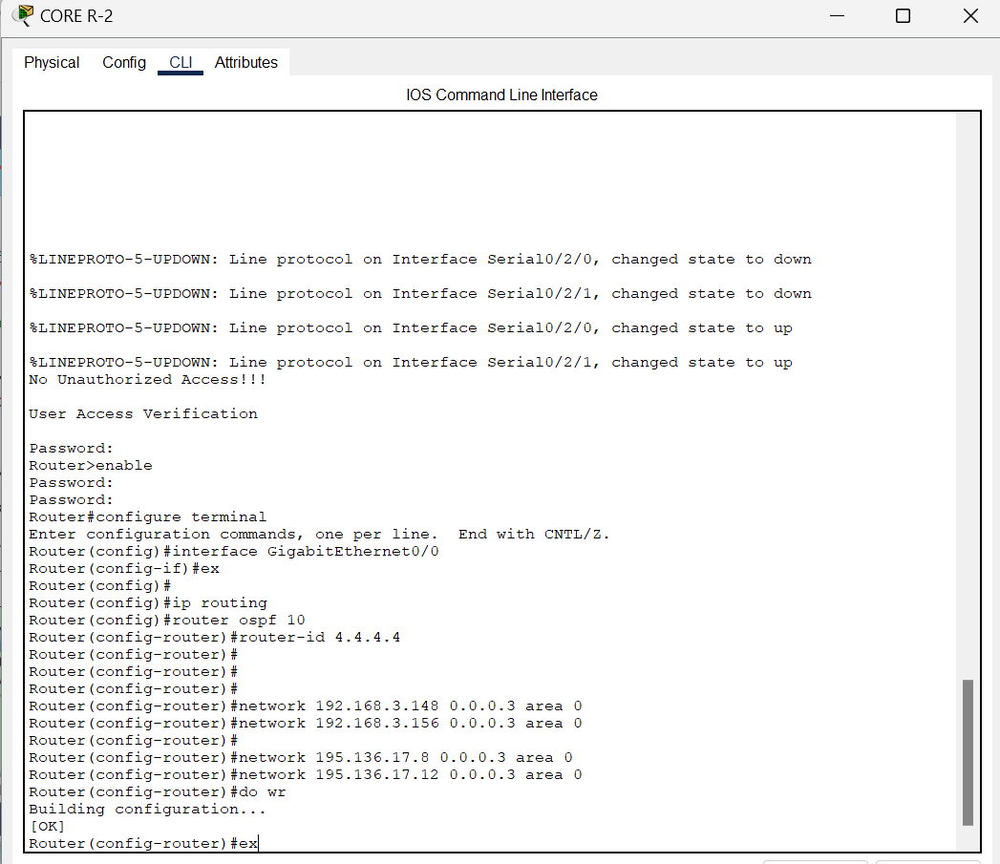 CORE R-2
Physical Config CLI Attributes
IOS Command Line Interface
%LINEPROTO-5-UPDOWN: Line protocol on Interface Serial0/2/0, changed state to down
%LINEPROTO-5-UPDOWN: Line protocol on Interface Serial0/2/1, changed state to down
%LINEPROTO-5-UPDOWN: Line protocol on Interface Serial0/2/0, changed state to up
%LINEPROTO-5-UPDOWN: Line protocol on Interface Serial0/2/1, changed state to up
No Unauthorized Access!!!
User Access Verification
Password:
Router>enable
Password:
Password:
Router#configure terminal
Enter configuration commands, one per line.  End with CNTL/Z.
Router(config)#interface GigabitEthernet0/0
Router(config-if)#ex
Router(config)#
Router(config)#ip routing
Router(config)#router ospf 10
Router(config-router)#router-id 4.4.4.4
Router(config-router)#
Router(config-router)#
Router(config-router)#
Router(config-router)#network 192.168.3.148 0.0.0.3 area 0
Router(config-router)#network 192.168.3.156 0.0.0.3 area 0
Router(config-router)#
Router(config-router)#network 195.136.17.8 0.0.0.3 area 0
Router(config-router)#network 195.136.17.12 0.0.0.3 area 0
Router(config-router)#do wr
Building configuration...
[OK]
Router(config-router)#ex